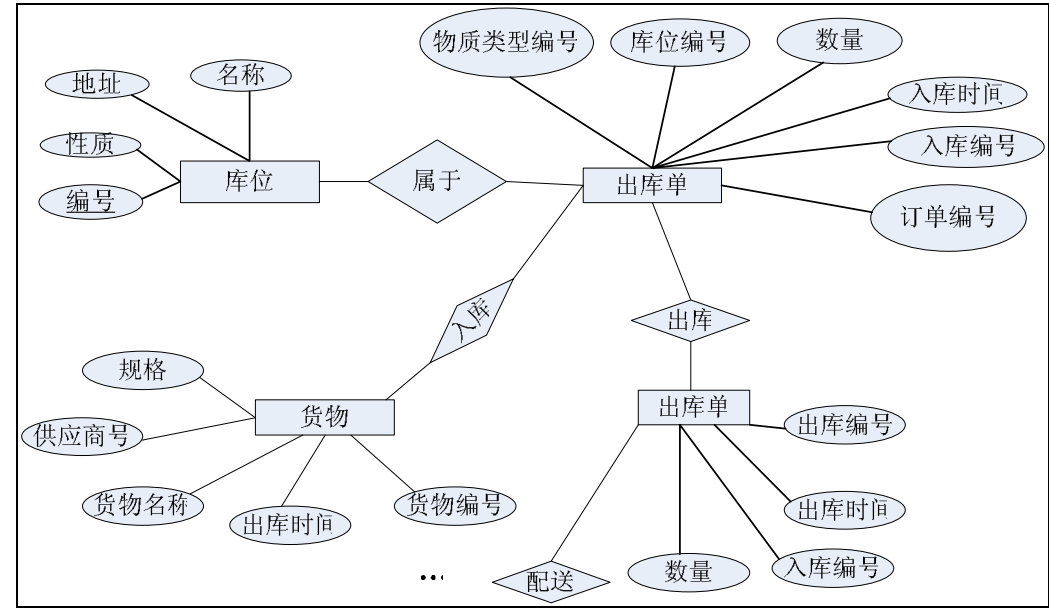 物质类型编号
库位编号
数量
地址
名称
入库时间
性质
入库编号
编号
库位
属于
出库单
订单编号
入库
出库
规格
货物
出库单
供应商号
出库编号
货物名称
出库时间
货物编号
出库时间
配送
数量
入库编号
...